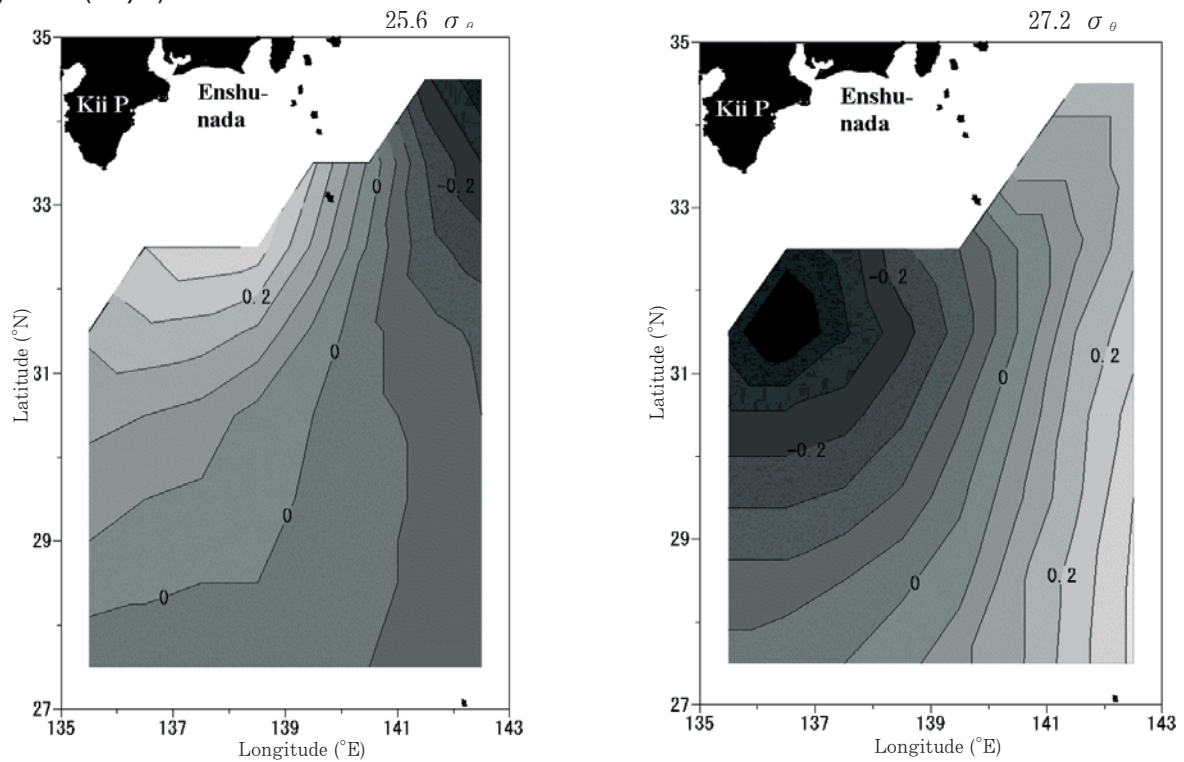 25.6 σ θ
35
33
31
29
27
Latitude (°N)
Kii P.
Enshu-
nada
0
-0.2
0.2
0
0
0
135
137
139
141
143
Longitude (°E)
27.2 σ θ
35
33
31
29
27
Latitude (°N)
Kii P.
Enshu-
nada
-0.2
0.2
0
-0.2
0
0.2
135
137
139
141
143
Longitude (°E)